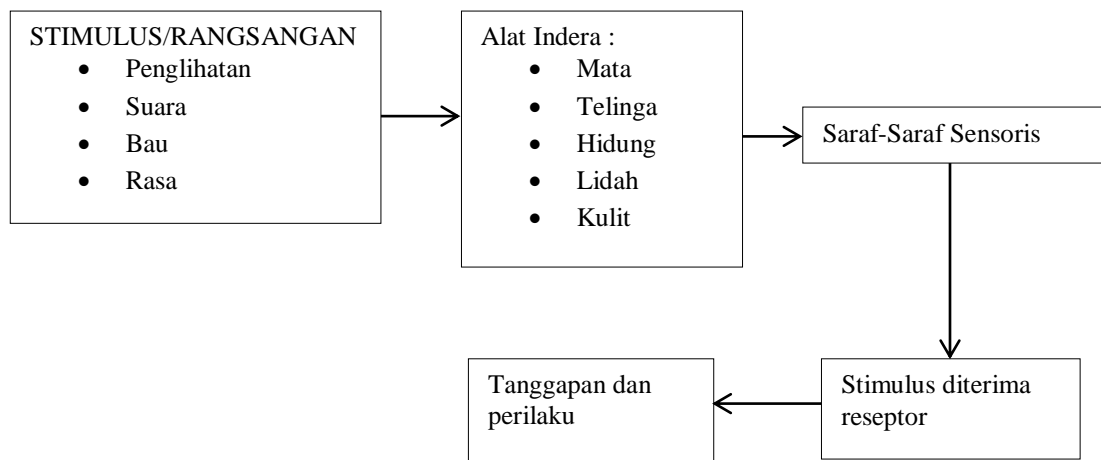 STIMULUS/RANGSANGAN
• Penglihatan
• Suara
• Bau
• Rasa
Alat Indera :
• Mata
• Telinga
• Hidung
• Lidah
• Kulit
Saraf-Saraf Sensoris
Stimulus diterima
reseptor
Tanggapan dan
perilaku